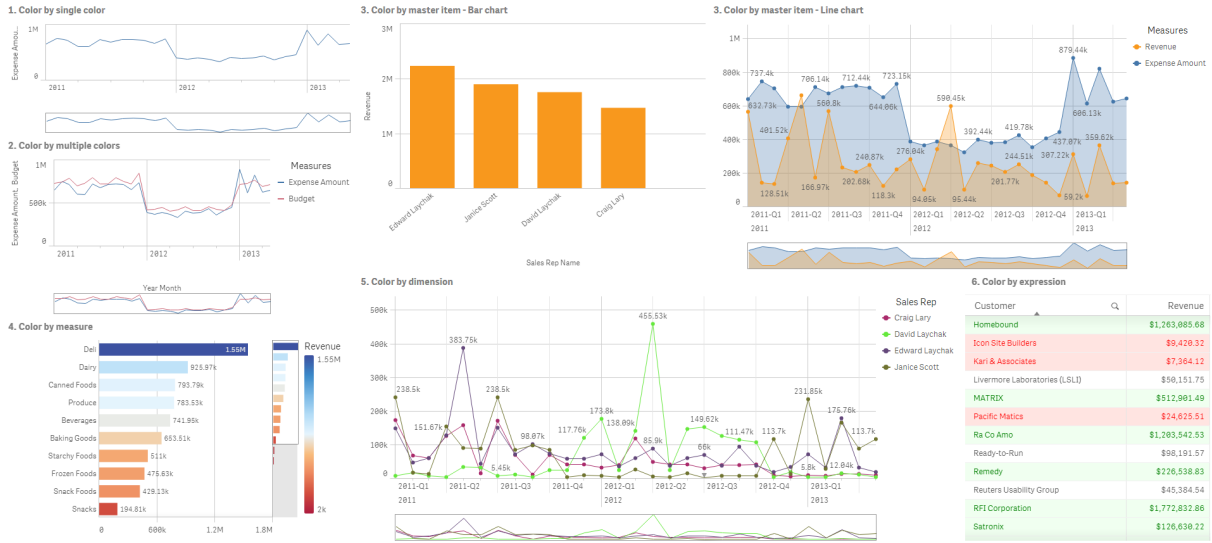 1. Color by single color
Expense Amou...
1M
0
2011
2012
2013
2. Color by multiple colors
Expense Amount, Budget
1M
500k
0
2011
2012
2013
Year Month
Measures
Expense Amount
Budget
4. Color by measure
Deli
1.55M
Dairy
925.97k
Canned Foods
793.79k
Produce
783.53k
Beverages
741.95k
Baking Goods
653.51k
Starchy Foods
511k
Frozen Foods
475.63k
Snack Foods
429.13k
Snacks
194.81k
0
600k
1.2M
1.8M
Revenue
1.55M
2k
3. Color by master item - Bar chart
Revenue
3M
2M
1M
0
Edward Laychak
Janice Scott
David Laychak
Craig Lary
Sales Rep Name
3. Color by master item - Line chart
1M
800k
600k
400k
200k
0
737.4k
632.73k
401.52k
128.51k
706.14k
560.8k
166.97k
712.44k
202.68k
240.87k
644.06k
118.3k
723.15k
276.04k
94.05k
590.45k
95.44k
392.44k
201.77k
419.78k
244.51k
307.22k
437.07k
59.2k
879.44k
606.13k
359.62k
2011-Q1
2011-Q2
2011-Q3
2011-Q4
2012-Q1
2012-Q2
2012-Q3
2012-Q4
2013-Q1
2011
2012
2013
Measures
Revenue
Expense Amount
5. Color by dimension
500k
400k
300k
200k
100k
0
238.5k
151.67k
383.75k
238.5k
5.45k
98.07k
117.76k
173.8k
138.09k
455.53k
85.9k
149.62k
66k
111.47k
113.7k
5.8k
231.85k
12.04k
175.76k
113.7k
2011-Q1
2011-Q2
2011-Q3
2011-Q4
2012-Q1
2012-Q2
2012-Q3
2012-Q4
2013-Q1
2011
2012
2013
Sales Rep
Craig Lary
David Laychak
Edward Laychak
Janice Scott
6. Color by expression
Customer Revenue
Homebound $1,263,085.68
Icon Site Builders $9,420.32
Kari & Associates $7,364.12
Livermore Laboratories (LSLI) $50,151.75
MATRIX $512,901.49
Pacific Matics $24,625.51
Ra Co Amo $1,203,542.53
Ready-to-Run $98,191.57
Remedy $226,538.83
Reuters Usability Group $45,384.54
RFI Corporation $1,772,832.86
Satronix $126,630.22